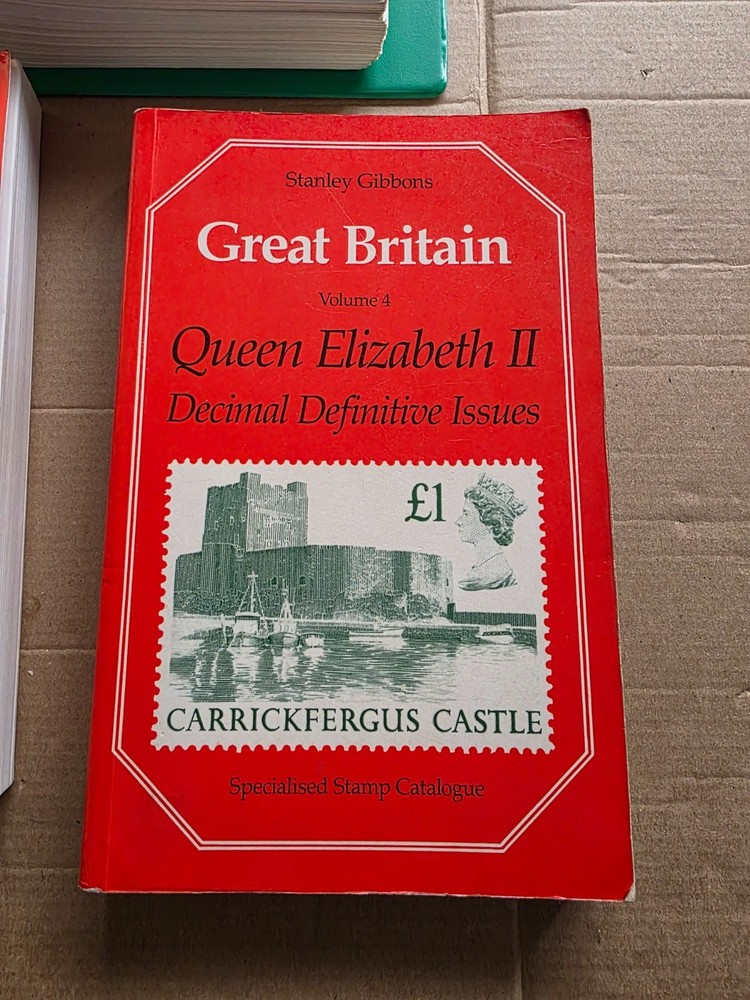 Stanley Gibbons
Great Britain
Volume 4
Queen Elizabeth II
Decimal Definitive Issues
£1
CARRICKFERGUS CASTLE
Specialised Stamp Catalogue